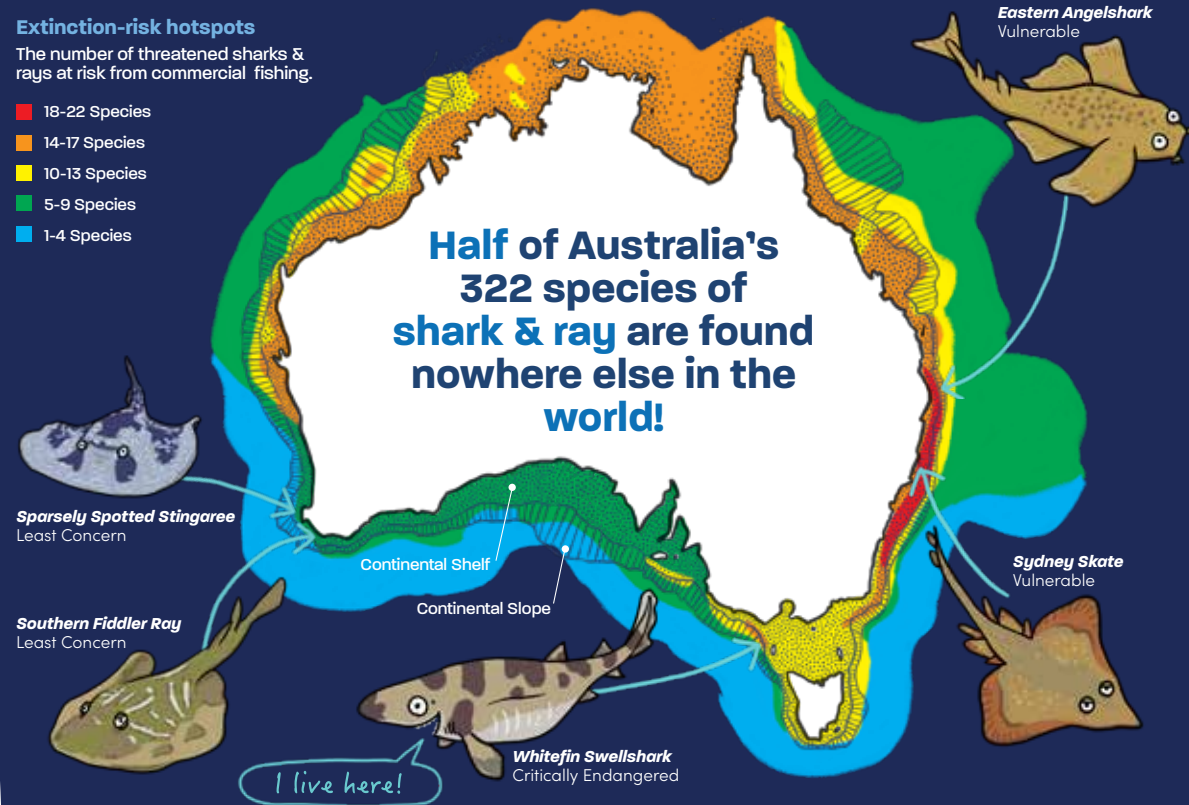 Extinction-risk hotspots
The number of threatened sharks &
rays at risk from commercial fishing.
18-22 Species
14-17 Species
10-13 Species
5-9 Species
1-4 Species
Eastern Angelshark
Vulnerable
Half of Australia's
322 species of
shark & ray are found
nowhere else in the
world!
Sparsely Spotted Stingaree
Least Concern
Continental Shelf
Continental Slope
Sydney Skate
Vulnerable
Southern Fiddler Ray
Least Concern
Whitefin Swellshark
Critically Endangered
I live here!